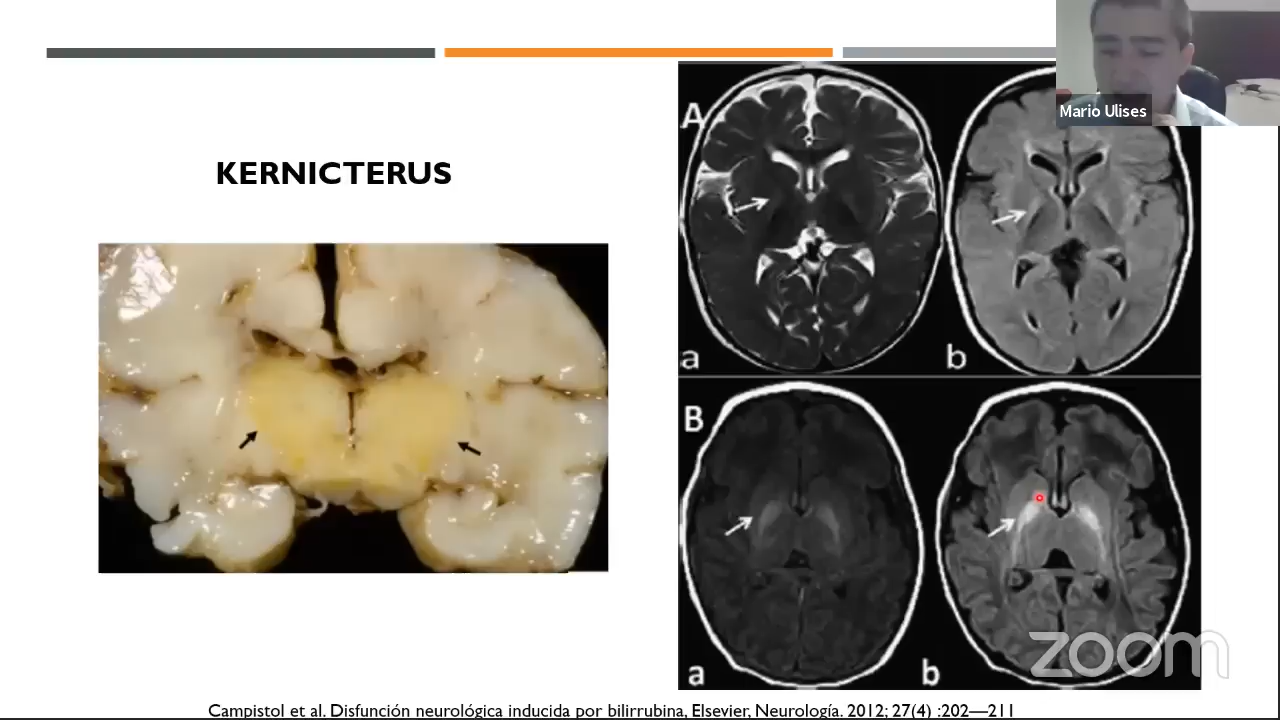 Mario Ulises
KERNICTERUS
A
a
b
B
a
b
zoom
Campistol et al. Disfunción neurológica inducida por bilirrubina, Elsevier, Neurología. 2012; 27(4) :202—211